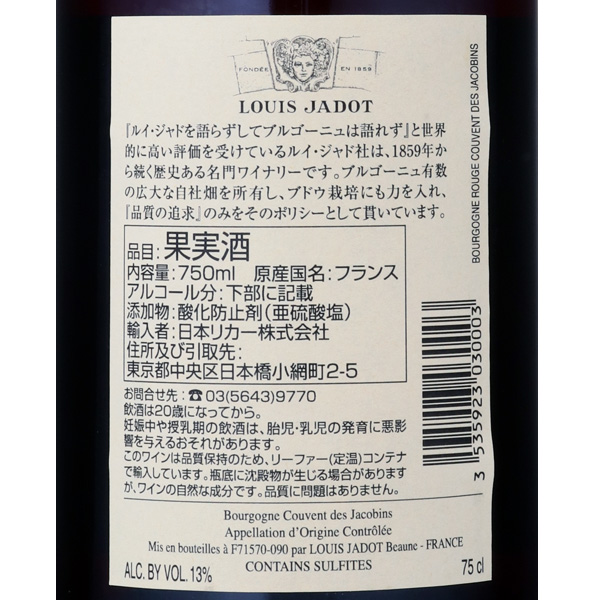 FONDÉE EN 1859
LOUIS JADOT
『ルイ・ジャドを語らずしてブルゴーニュは語れず』と世界
的に高い評価を受けているルイ・ジャド社は、1859年か
ら続く歴史ある名門ワイナリーです。ブルゴーニュ有数
の広大な自社畑を所有し、ブドウ栽培にも力を入れ、
『品質の追求』のみをそのポリシーとして貫いています。
品目:果実酒
内容量:750ml 原産国名:フランス
アルコール分:下部に記載
添加物:酸化防止剤(亜硫酸塩)
輸入者:日本リカー株式会社
住所及び引取先:
東京都中央区日本橋小網町2-5
お問合せ先:☎03(5643)9770
飲酒は20歳になってから。
妊娠中や授乳期の飲酒は、胎児・乳児の発育に悪影
響を与えるおそれがあります。
このワインは品質保持のため、リーファー(定温)コンテナ
で輸入しています。瓶底に沈殿物が生じる場合があります
が、ワインの自然な成分です。品質に問題はありません。
Bourgogne Couvent des Jacobins
Appellation d'Origine Contrôlée
Mis en bouteilles à F71570-090 par LOUIS JADOT Beaune - FRANCE
ALC. BY VOL. 13% CONTAINS SULFITES 75 cl
BOURGOGNE ROUGE COUVENT DES JACOBINS
3 535923 030003